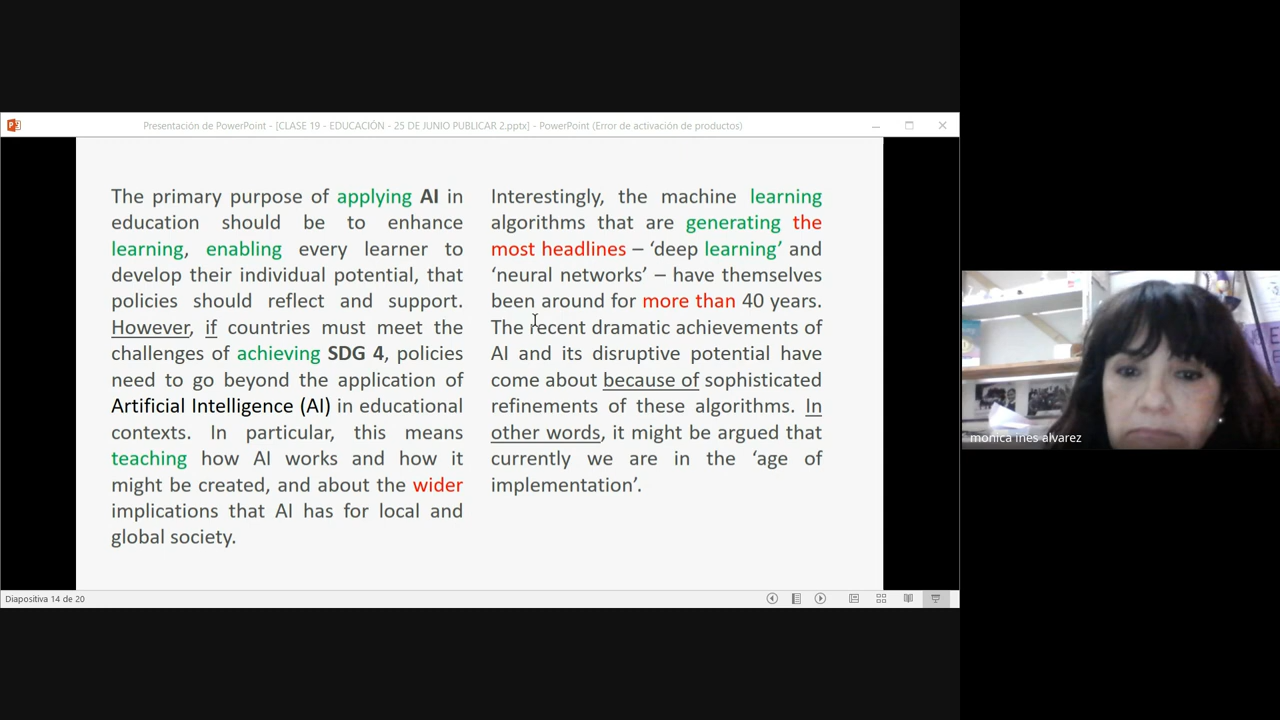 Presentación de PowerPoint - [CLASE 19 - EDUCACIÓN - 25 DE JUNIO PUBLICAR 2.pptx] - PowerPoint (Error de activación de productos)
The primary purpose of applying AI in
education should be to enhance
learning, enabling every learner to
develop their individual potential, that
policies should reflect and support.
However, if countries must meet the
challenges of achieving SDG 4, policies
need to go beyond the application of
Artificial Intelligence (AI) in educational
contexts. In particular, this means
teaching how AI works and how it
might be created, and about the wider
implications that AI has for local and
global society.
Interestingly, the machine learning
algorithms that are generating the
most headlines – ‘deep learning’ and
‘neural networks’ – have themselves
been around for more than 40 years.
The recent dramatic achievements of
AI and its disruptive potential have
come about because of sophisticated
refinements of these algorithms. In
other words, it might be argued that
currently we are in the ‘age of
implementation’.
monica ines alvarez
Diapositiva 14 de 20